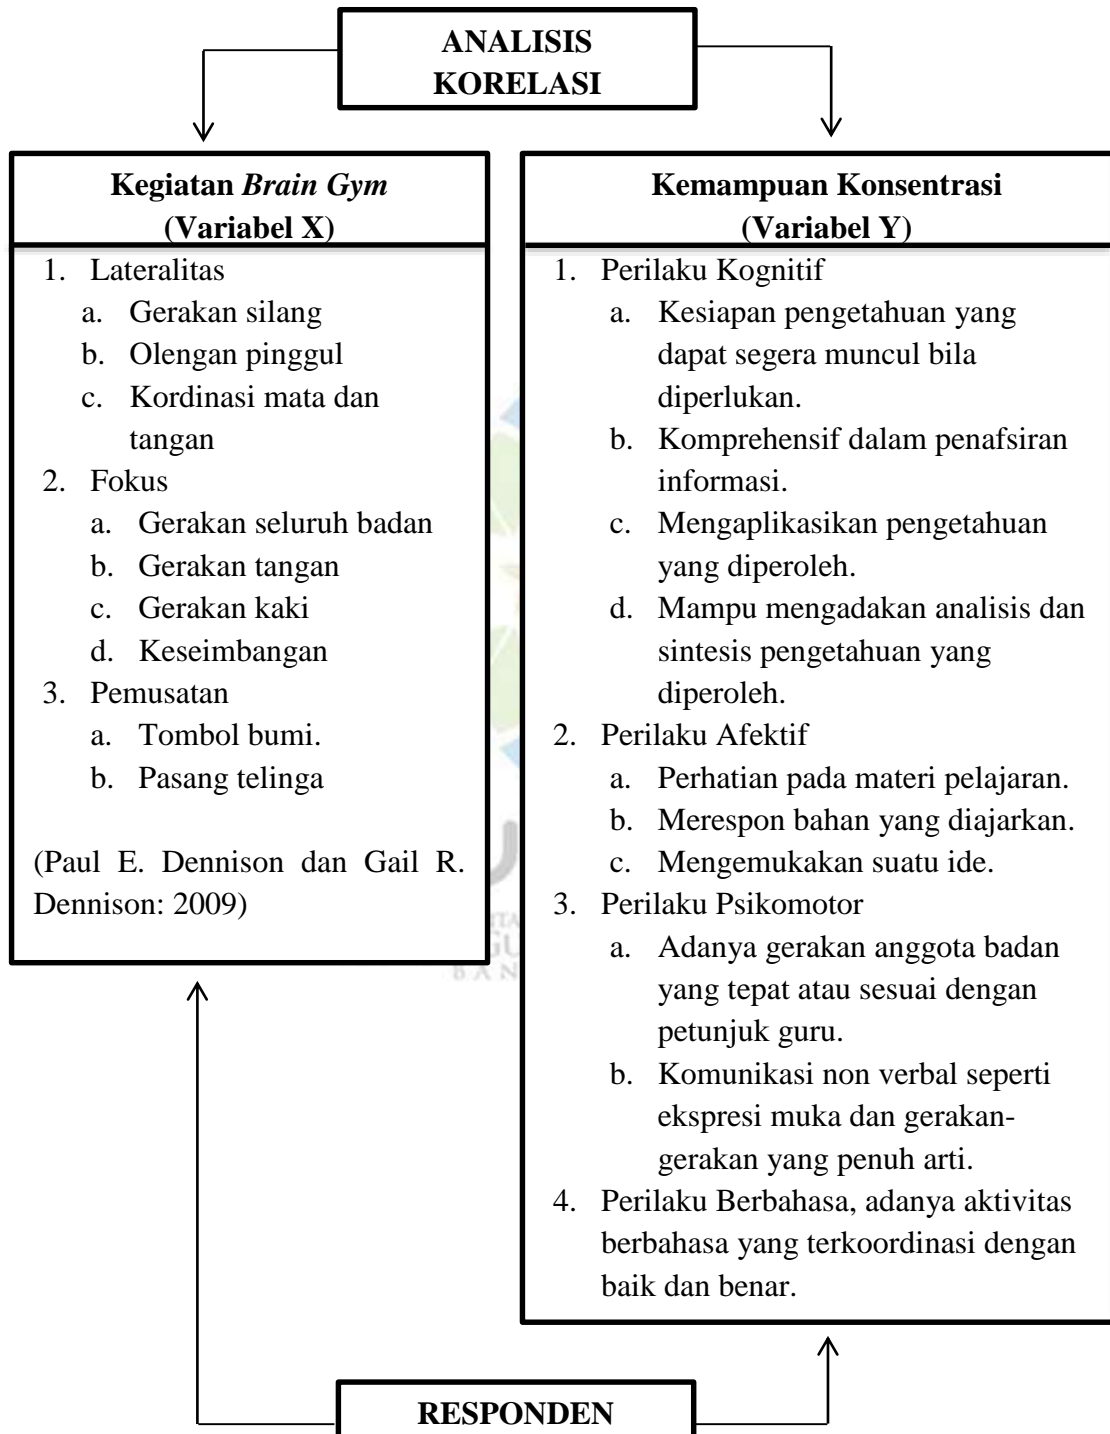 ANALISIS
KORELASI
Kegiatan Brain Gym
(Variabel X)
1. Lateralitas
a. Gerakan silang
b. Olengan pinggul
c. Kordinasi mata dan
tangan
2. Fokus
a. Gerakan seluruh badan
b. Gerakan tangan
c. Gerakan kaki
d. Keseimbangan
3. Pemusatan
a. Tombol bumi.
b. Pasang telinga
(Paul E. Dennison dan Gail R.
Dennison: 2009)
Kemampuan Konsentrasi
(Variabel Y)
1. Perilaku Kognitif
a. Kesiapan pengetahuan yang
dapat segera muncul bila
diperlukan.
b. Komprehensif dalam penafsiran
informasi.
c. Mengaplikasikan pengetahuan
yang diperoleh.
d. Mampu mengadakan analisis dan
sintesis pengetahuan yang
diperoleh.
2. Perilaku Afektif
a. Perhatian pada materi pelajaran.
b. Merespon bahan yang diajarkan.
c. Mengemukakan suatu ide.
3. Perilaku Psikomotor
a. Adanya gerakan anggota badan
yang tepat atau sesuai dengan
petunjuk guru.
b. Komunikasi non verbal seperti
ekspresi muka dan gerakan-
gerakan yang penuh arti.
4. Perilaku Berbahasa, adanya aktivitas
berbahasa yang terkoordinasi dengan
baik dan benar.
RESPONDEN